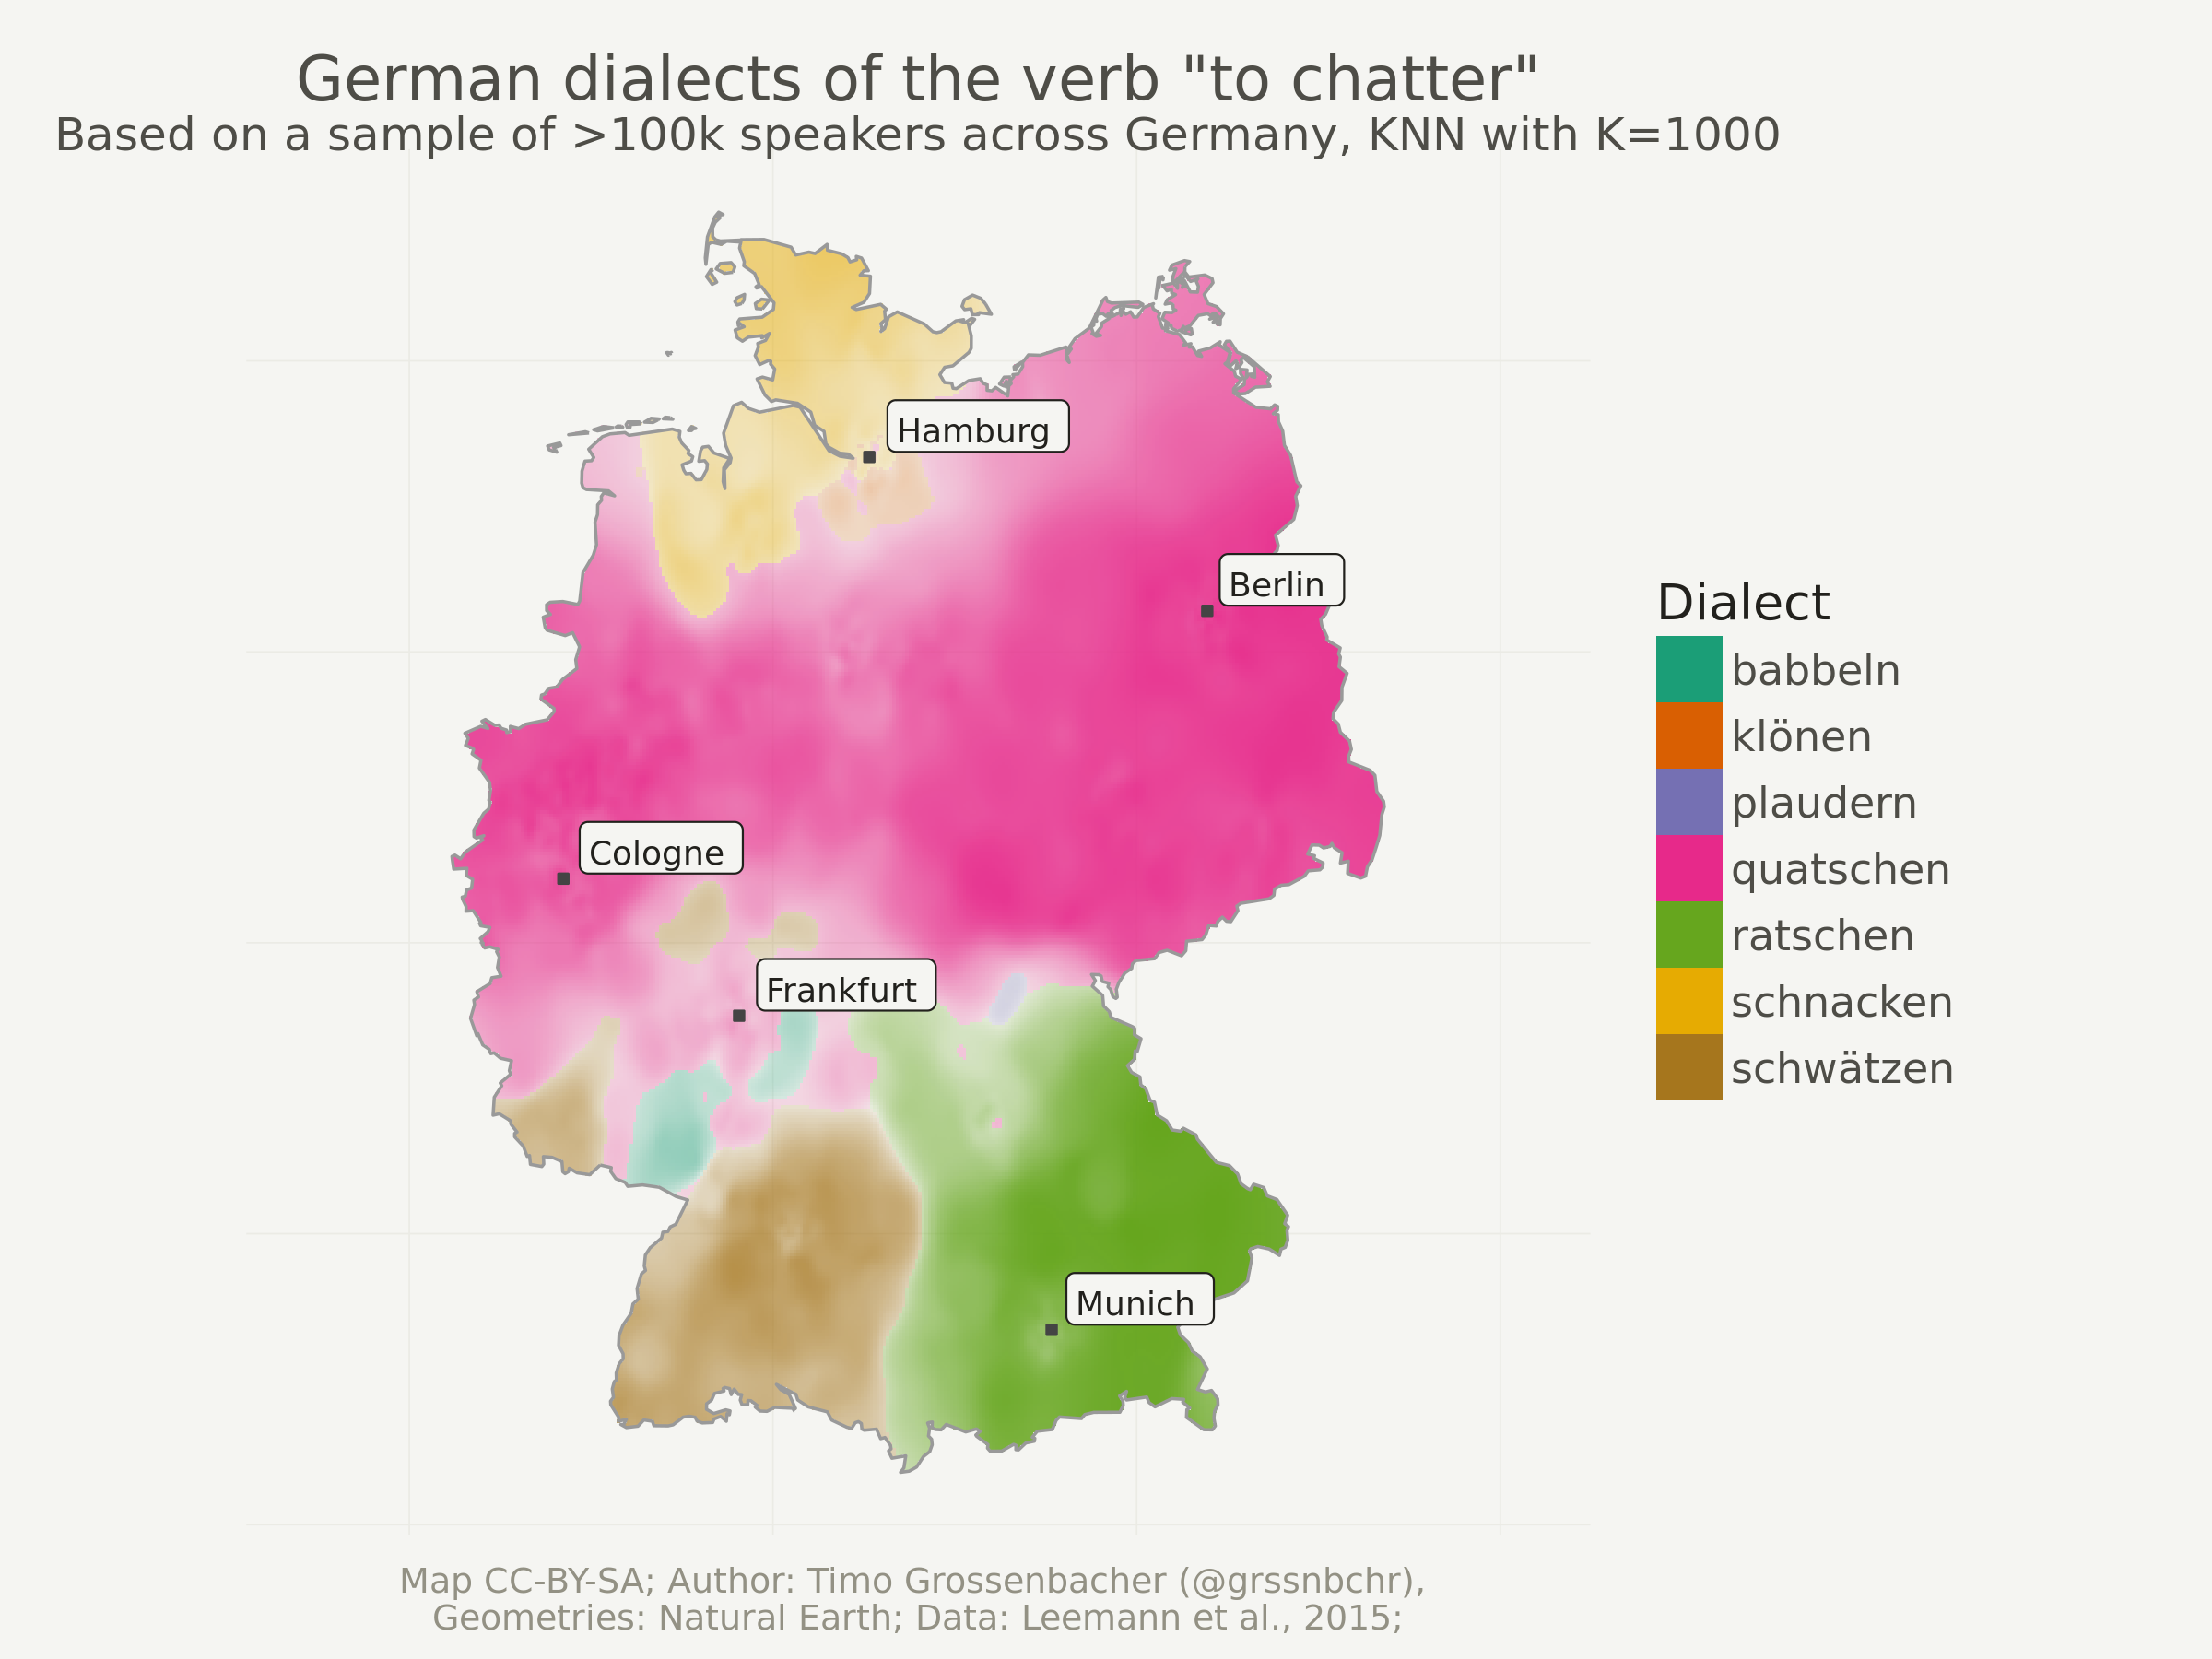 German dialects of the verb "to chatter"
Based on a sample of >100k speakers across Germany, KNN with K=1000
Hamburg
Berlin
Cologne
Frankfurt
Munich
Dialect
babbeln
klönen
plaudern
quatschen
ratschen
schnacken
schwätzen
Map CC-BY-SA; Author: Timo Grossenbacher (@grssnbchr),
Geometries: Natural Earth; Data: Leemann et al., 2015;